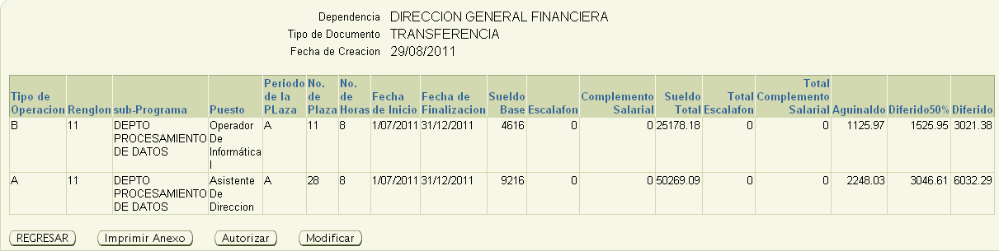 Dependencia DIRECCION GENERAL FINANCIERA
Tipo de Documento TRANSFERENCIA
Fecha de Creacion 29/08/2011
Tipo de Operacion Renglon sub-Programa Puesto Periodo de la PLaza No. de Plaza No. de Horas Fecha de Inicio Fecha de Finalizacion Sueldo Base Escalafon Complemento Salarial Sueldo Total Total Escalafon Total Complemento Salarial Aguinaldo Diferido50% Diferido
B 11 DEPTO PROCESAMIENTO DE DATOS Operador De Informática I A 11 8 1/07/2011 31/12/2011 4616 0 0 25178.18 0 0 1125.97 1525.95 3021.38
A 11 DEPTO PROCESAMIENTO DE DATOS Asistente De Direccion A 28 8 1/07/2011 31/12/2011 9216 0 0 50269.09 0 0 2248.03 3046.61 6032.29
REGRESAR Imprimir Anexo Autorizar Modificar